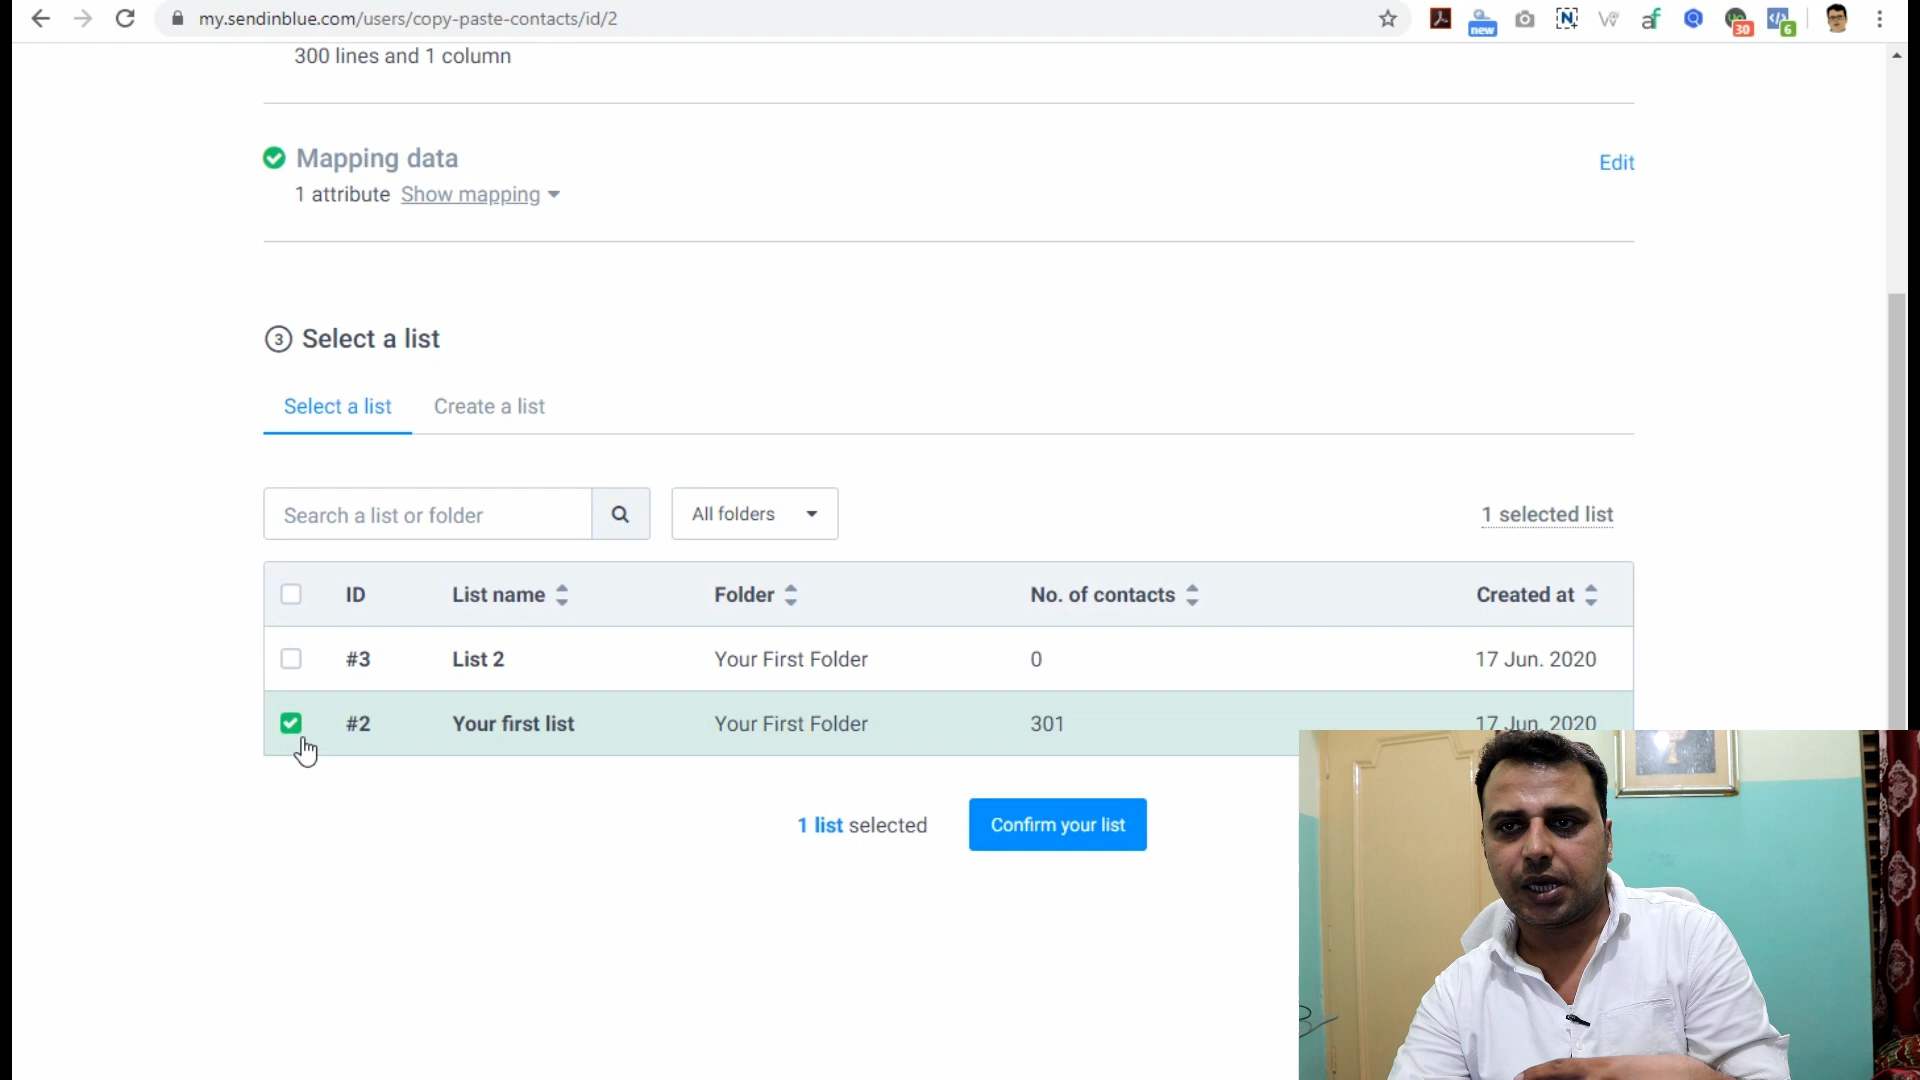 my.sendinblue.com/users/copy-paste-contacts/id/2
new
30
6
300 lines and 1 column
Mapping data
Edit
1 attribute Show mapping
3 Select a list
Select a list Create a list
Search a list or folder All folders 1 selected list
ID List name Folder No. of contacts Created at
#3 List 2 Your First Folder 0 17 Jun. 2020
#2 Your first list Your First Folder 301 17 Jun. 2020
1 list selected Confirm your list